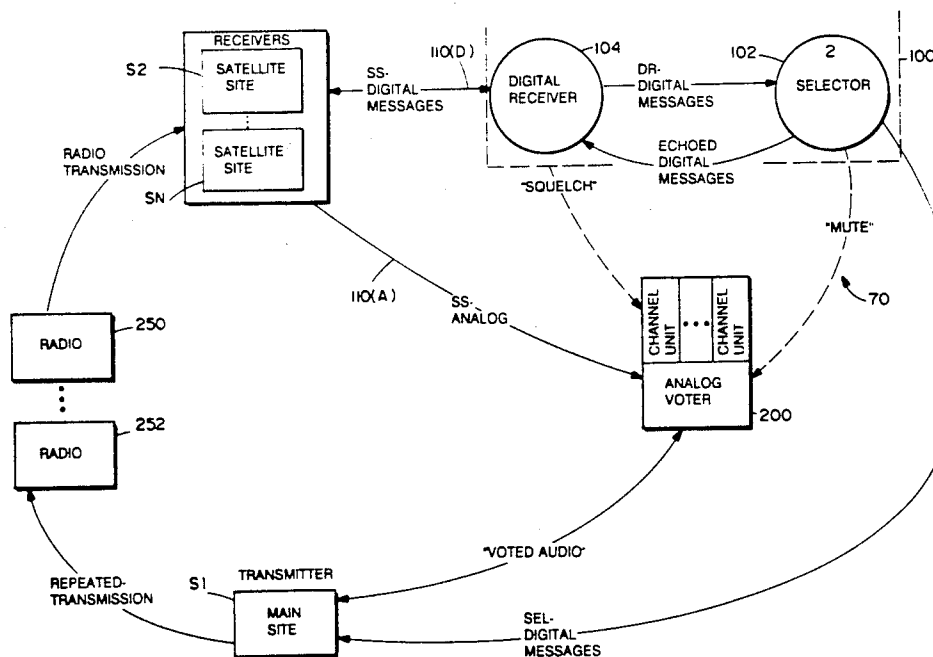 RECEIVERS
S2
SATELLITE
SITE
SATELLITE
SITE
SN
RADIO
TRANSMISSION
SS-
DIGITAL
MESSAGES
110(D)
104
DIGITAL
RECEIVER
DR-
DIGITAL
MESSAGES
102
2
SELECTOR
100
ECHOED
DIGITAL
MESSAGES
"SQUELCH"
"MUTE"
70
110(A)
SS-
ANALOG
CHANNEL
UNIT
CHANNEL
UNIT
ANALOG
VOTER
200
RADIO
250
RADIO
252
"VOTED AUDIO"
REPEATED-
TRANSMISSION
S1
TRANSMITTER
MAIN
SITE
SEL-
DIGITAL
MESSAGES